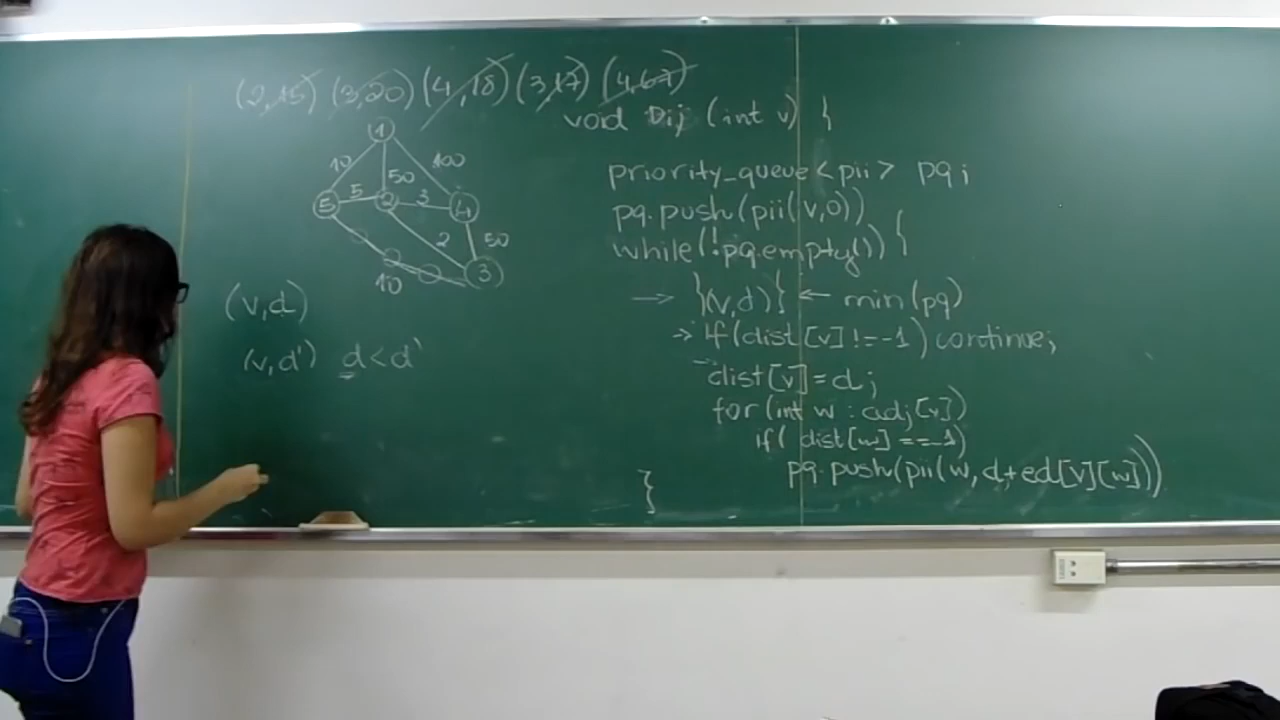 (2,15) (3,20) (4,18) (3,17) (4,67)
void Dij (int v) {
1
10 50 100
5 5 2 3 4
2 50
10 3
priority_queue<pii> pq;
pq.push(pii(v,0))
while(!pq.empty()) {
→ }(v,d)} ← min(pq)
→ if(dist[v]!=-1) continue;
dist[v]=d;
for(int w : adj[v])
if( dist[w]==-1)
pq.push(pii(w,d+ed[v][w]))
}
(v,d)
(v,d') d<d'